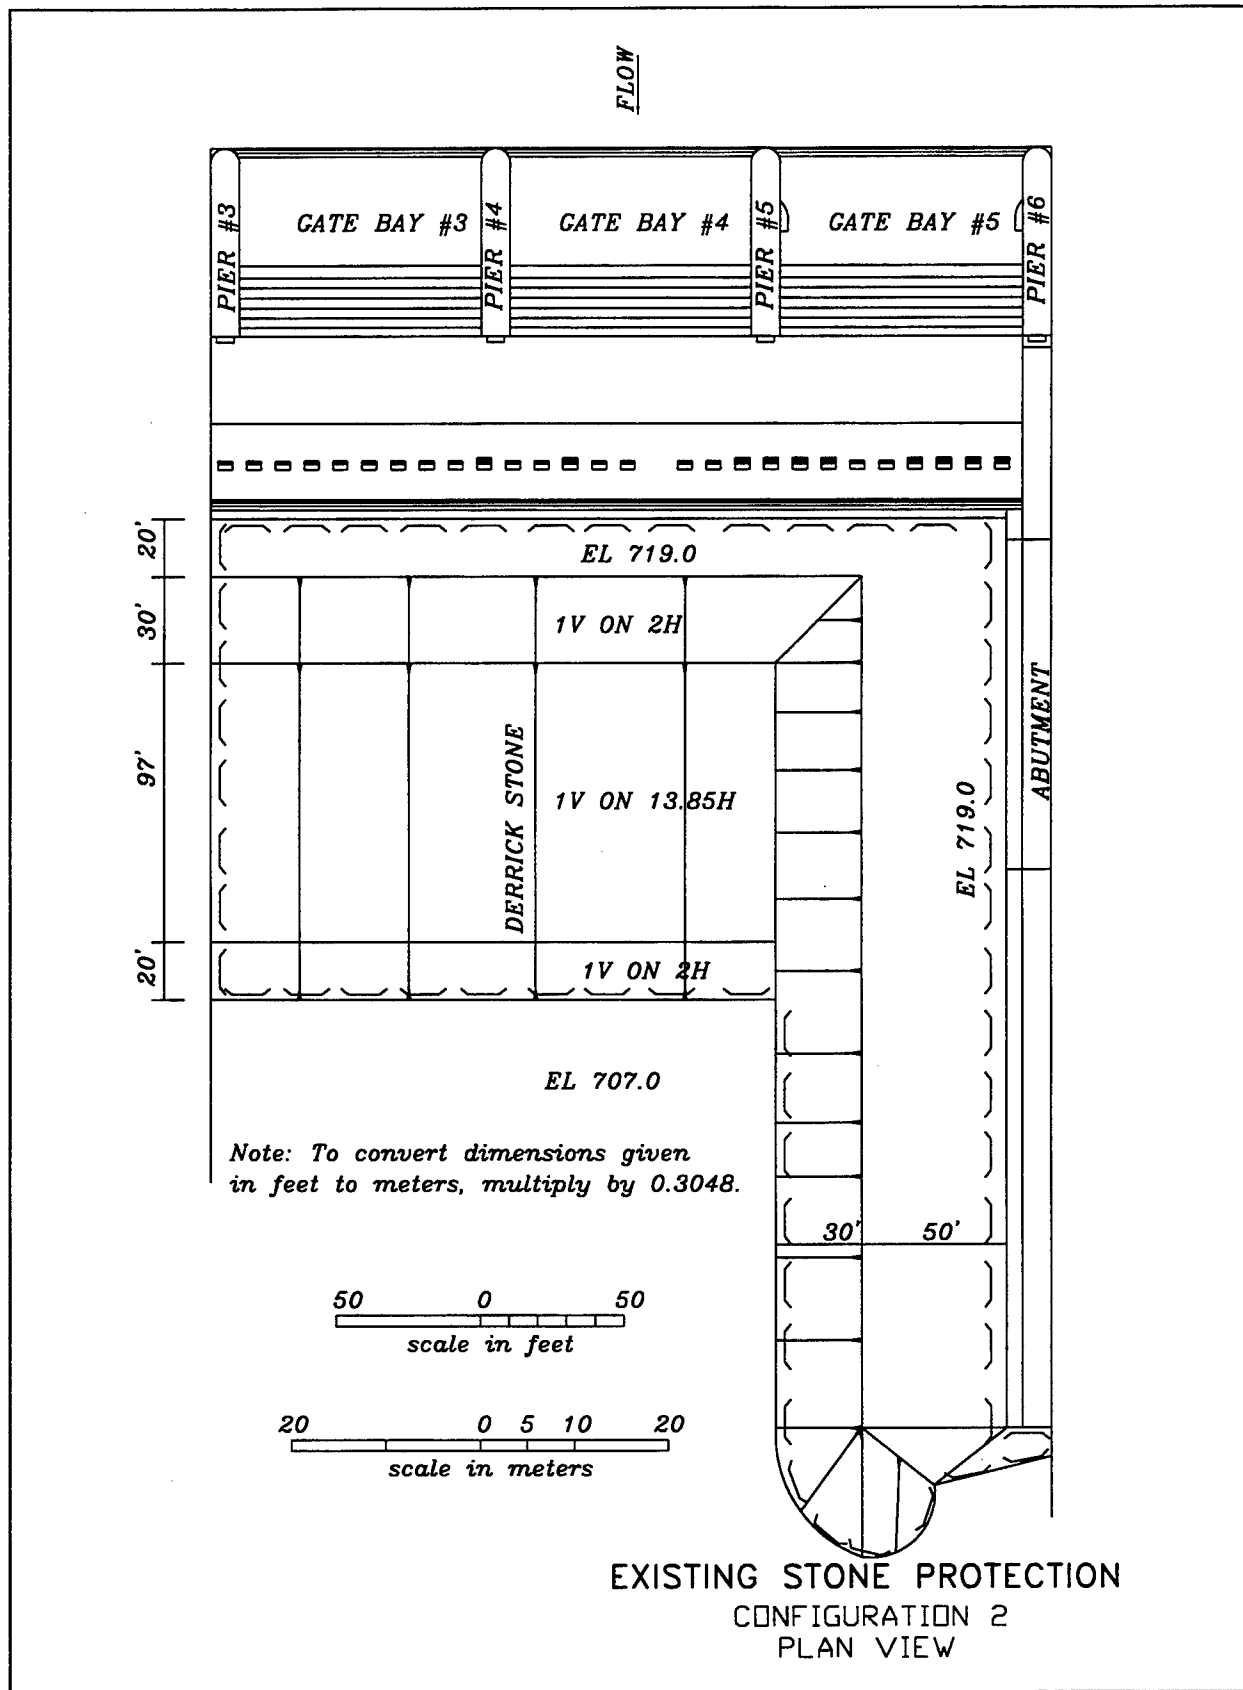 FLOW
PIER #3
GATE BAY #3
PIER #4
GATE BAY #4
PIER #5
GATE BAY #5
PIER #6
20'
EL 719.0
30'
1V ON 2H
97'
DERRICK STONE
1V ON 13.85H
EL 719.0
ABUTMENT
20'
1V ON 2H
EL 707.0
Note: To convert dimensions given
in feet to meters, multiply by 0.3048.
30' 50'
50 0 50
scale in feet
20 0 5 10 20
scale in meters
EXISTING STONE PROTECTION
CONFIGURATION 2
PLAN VIEW